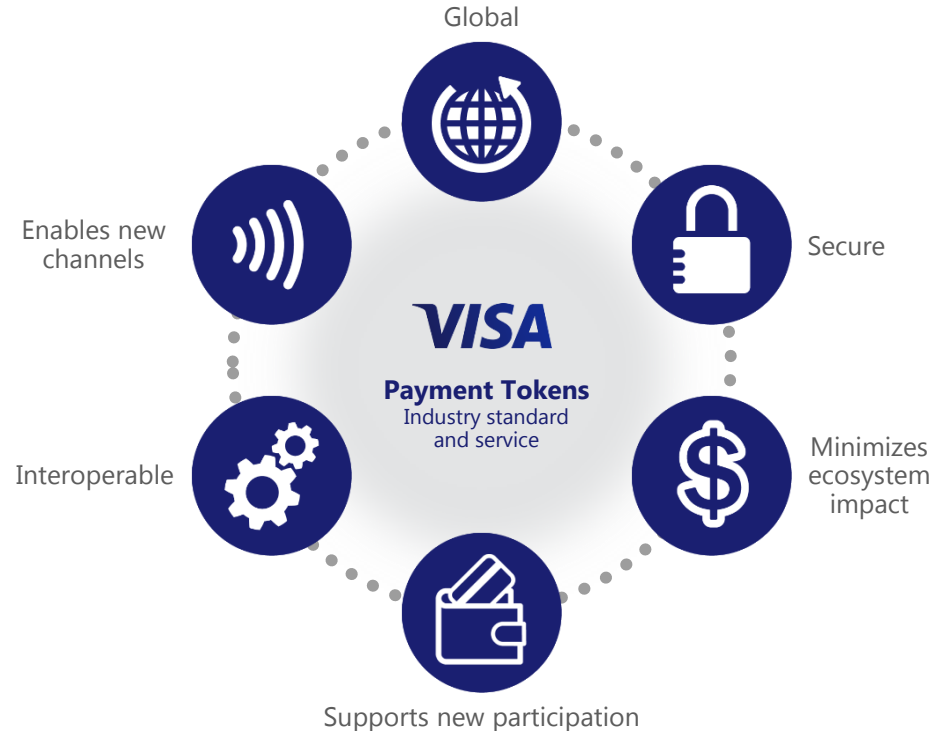 Global
Enables new
channels
Secure
VISA
Payment Tokens
Industry standard
and service
Interoperable
Minimizes
ecosystem
impact
Supports new participation